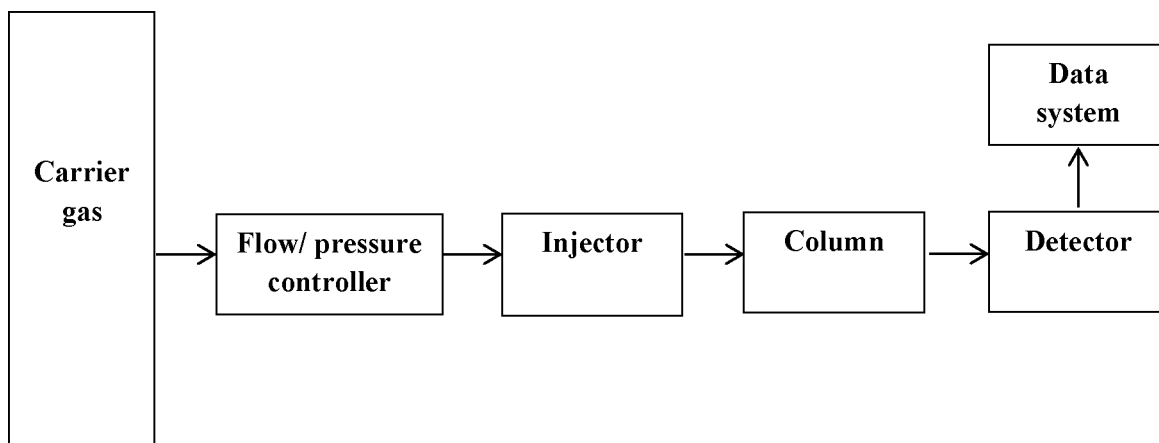 Carrier
gas
Flow/ pressure
controller
Injector
Column
Detector
Data
system